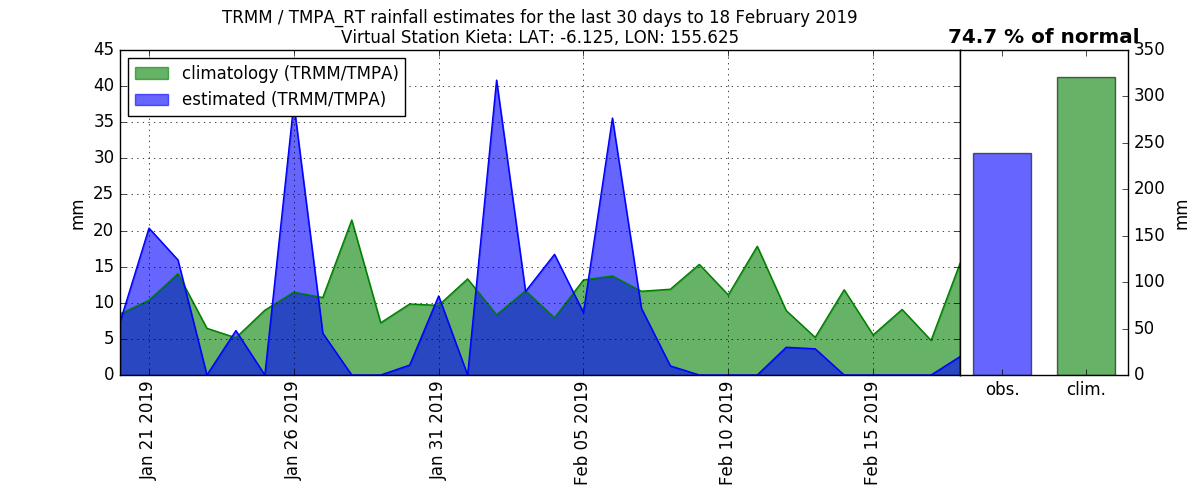 TRMM / TMPA_RT rainfall estimates for the last 30 days to 18 February 2019
Virtual Station Kieta: LAT: -6.125, LON: 155.625
74.7 % of normal
climatology (TRMM/TMPA)
estimated (TRMM/TMPA)
mm
45
40
35
30
25
20
15
10
5
0
Jan 21 2019
Jan 26 2019
Jan 31 2019
Feb 05 2019
Feb 10 2019
Feb 15 2019
obs.
clim.
350
300
250
200
150
100
50
0
mm